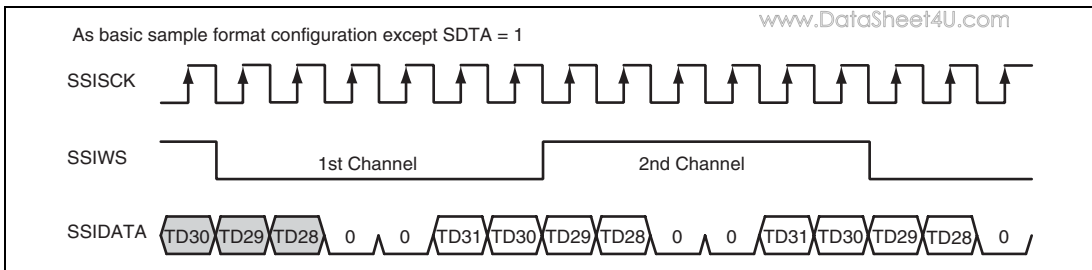 www.DataSheet4U.com
As basic sample format configuration except SDTA = 1
SSISCK
SSIWS 1st Channel 2nd Channel
SSIDATA TD30 TD29 TD28 0 0 TD31 TD30 TD29 TD28 0 0 TD31 TD30 TD29 TD28 0